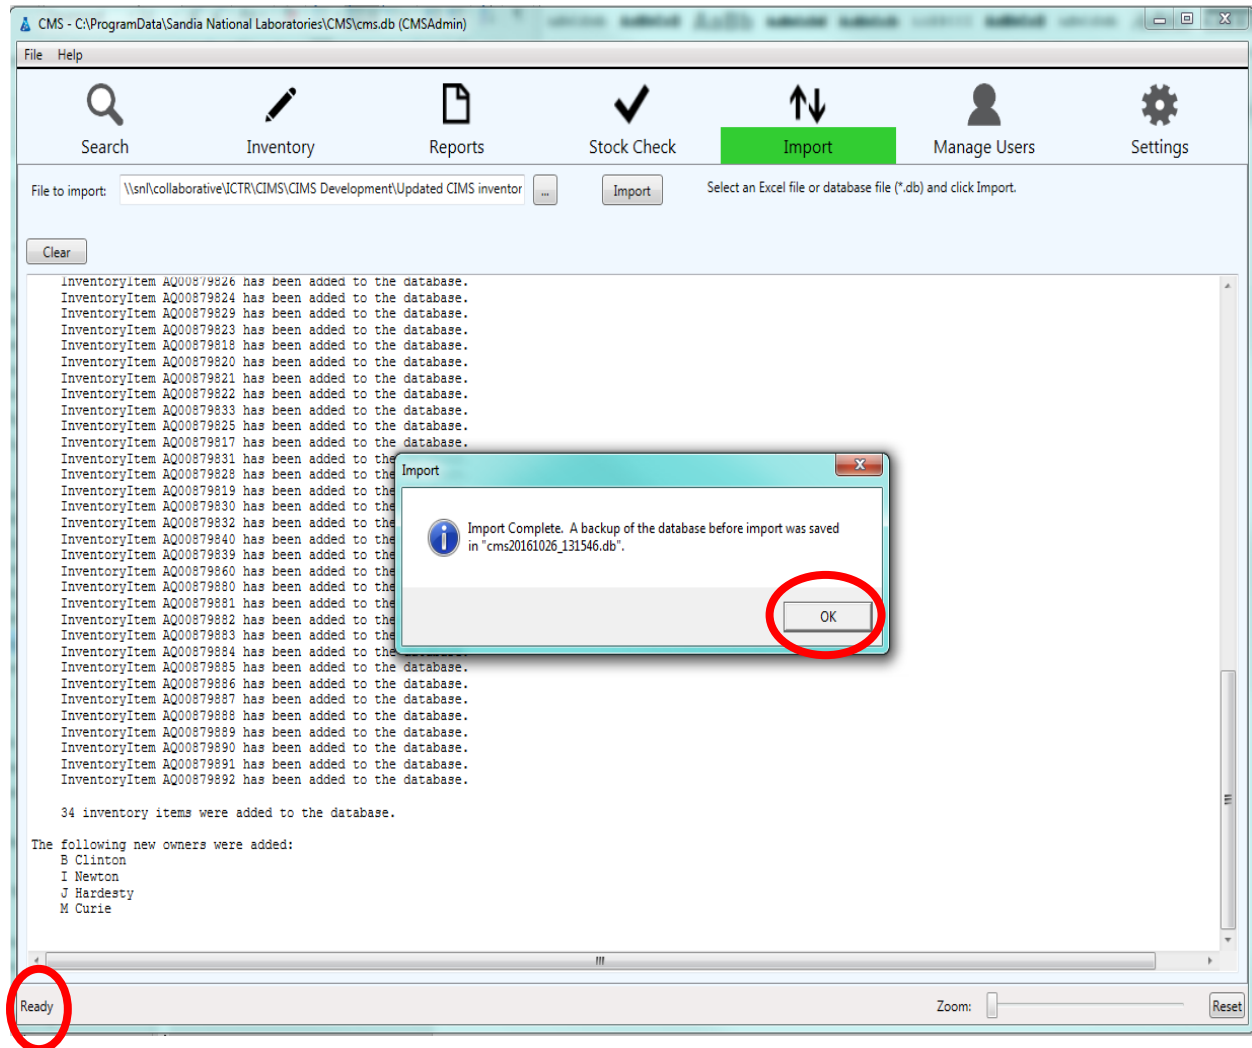 CMS - C:\ProgramData\Sandia National Laboratories\CMS\cms.db (CMSAdmin)
File Help
Search Inventory Reports Stock Check Import Manage Users Settings
File to import: \\snl\collaborative\ICTR\CIMS\CIMS Development\Updated CIMS inventor ... Import Select an Excel file or database file (*.db) and click Import.
Clear
InventoryItem AQ00879826 has been added to the database.
InventoryItem AQ00879824 has been added to the database.
InventoryItem AQ00879829 has been added to the database.
InventoryItem AQ00879823 has been added to the database.
InventoryItem AQ00879818 has been added to the database.
InventoryItem AQ00879820 has been added to the database.
InventoryItem AQ00879821 has been added to the database.
InventoryItem AQ00879822 has been added to the database.
InventoryItem AQ00879833 has been added to the database.
InventoryItem AQ00879825 has been added to the database.
InventoryItem AQ00879817 has been added to the database.
InventoryItem AQ00879831 has been added to the
InventoryItem AQ00879828 has been added to the
InventoryItem AQ00879819 has been added to the
InventoryItem AQ00879830 has been added to the
InventoryItem AQ00879832 has been added to the
InventoryItem AQ00879840 has been added to the
InventoryItem AQ00879839 has been added to the
InventoryItem AQ00879860 has been added to the
InventoryItem AQ00879880 has been added to the
InventoryItem AQ00879881 has been added to the
InventoryItem AQ00879882 has been added to the
InventoryItem AQ00879883 has been added to the
InventoryItem AQ00879884 has been added to the
InventoryItem AQ00879885 has been added to the database.
InventoryItem AQ00879886 has been added to the database.
InventoryItem AQ00879887 has been added to the database.
InventoryItem AQ00879888 has been added to the database.
InventoryItem AQ00879889 has been added to the database.
InventoryItem AQ00879890 has been added to the database.
InventoryItem AQ00879891 has been added to the database.
InventoryItem AQ00879892 has been added to the database.
34 inventory items were added to the database.
The following new owners were added:
B Clinton
I Newton
J Hardesty
M Curie
Import
Import Complete. A backup of the database before import was saved
in "cms20161026_131546.db".
OK
Ready Zoom: Reset